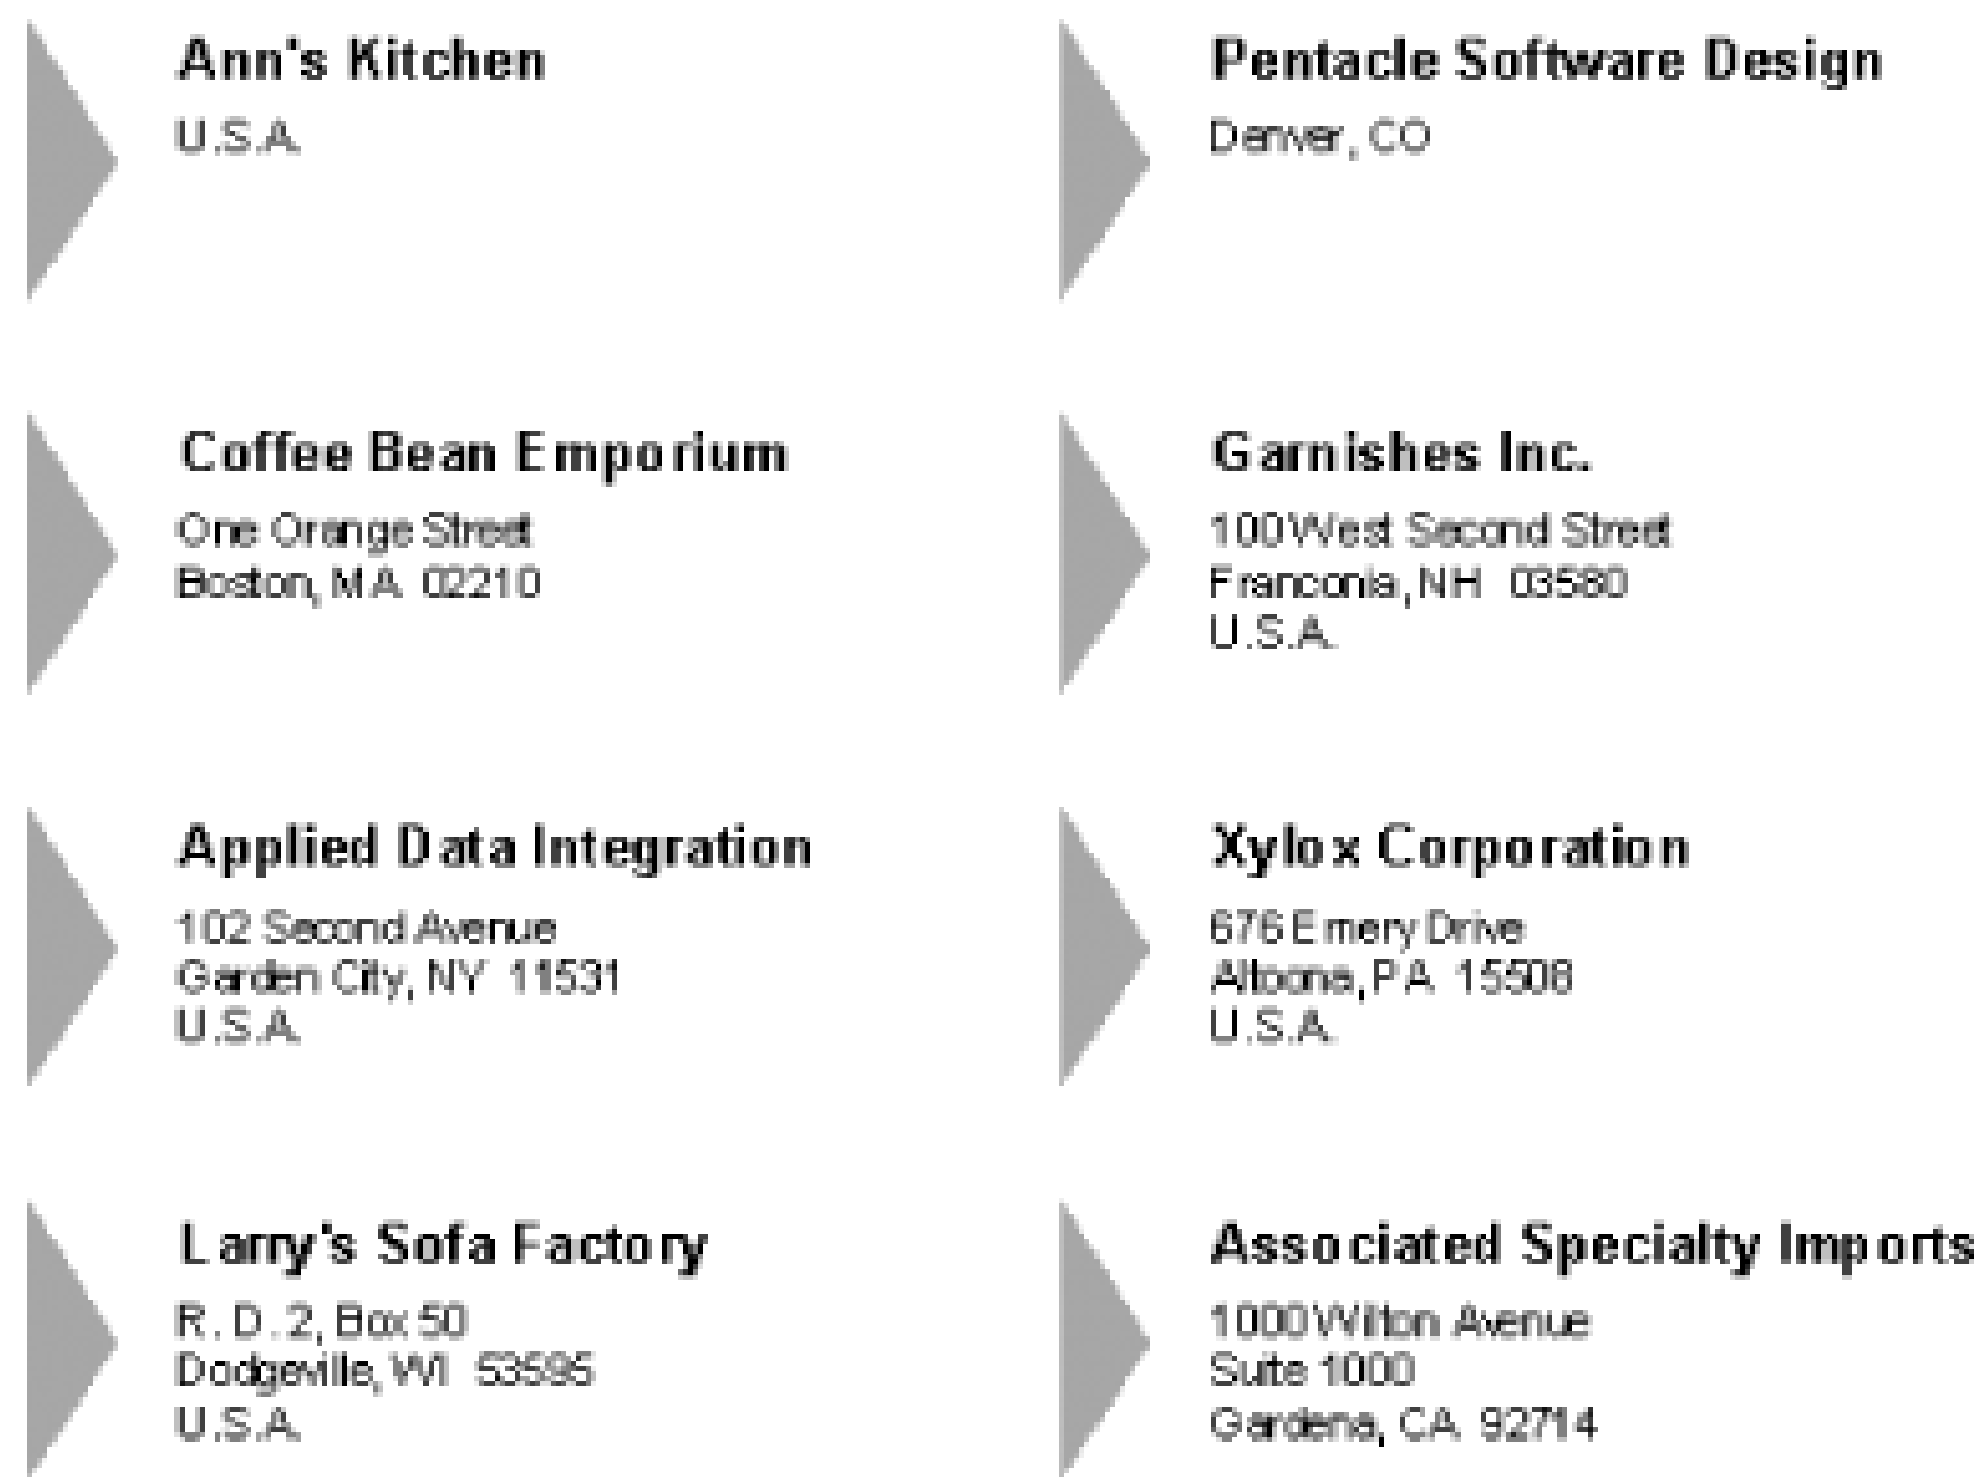 Ann's Kitchen
U.S.A.
Pentacle Software Design
Denver, CO
Coffee Bean Emporium
One Orange Street
Boston, MA 02210
Garnishes Inc.
100 West Second Street
Franconia, NH 03580
U.S.A.
Applied Data Integration
102 Second Avenue
Garden City, NY 11531
U.S.A.
Xylox Corporation
676 Emery Drive
Altoona, PA 15508
U.S.A.
Larry's Sofa Factory
R. D. 2, Box 50
Dodgeville, WI 53595
U.S.A.
Associated Specialty Imports
1000 Wilton Avenue
Suite 1000
Gardena, CA 92714